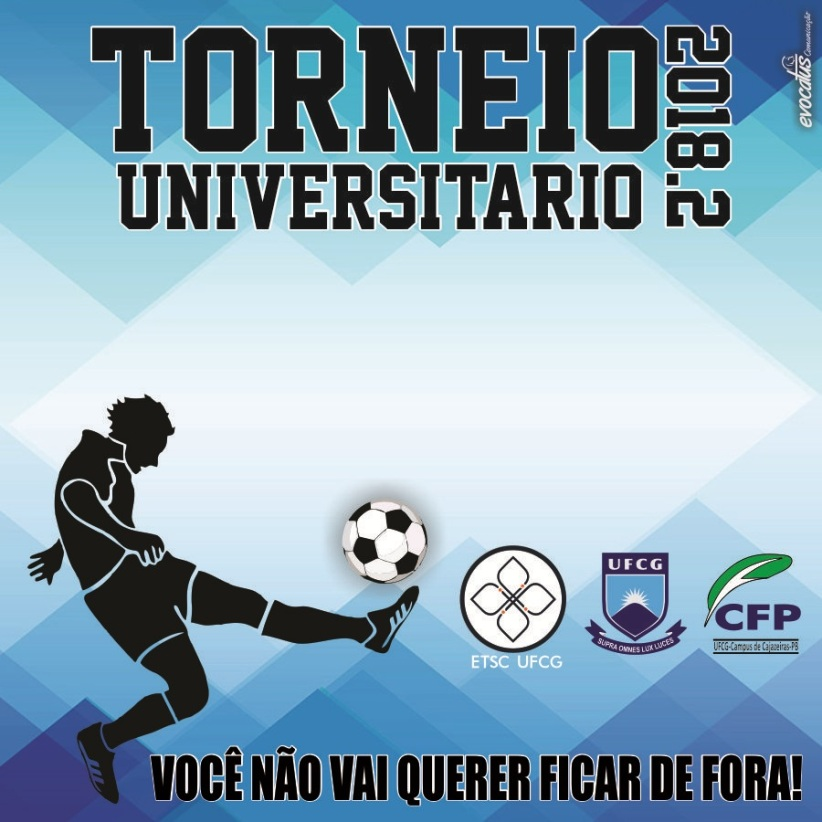 TORNEIO
UNIVERSITARIO
2018.2
evocatus Comunicação
UFCG
SUPRA OMNES LUX LUCES
ETSC UFCG
CFP
UFCG-Campus de Cajazeiras-PB
VOCÊ NÃO VAI QUERER FICAR DE FORA!